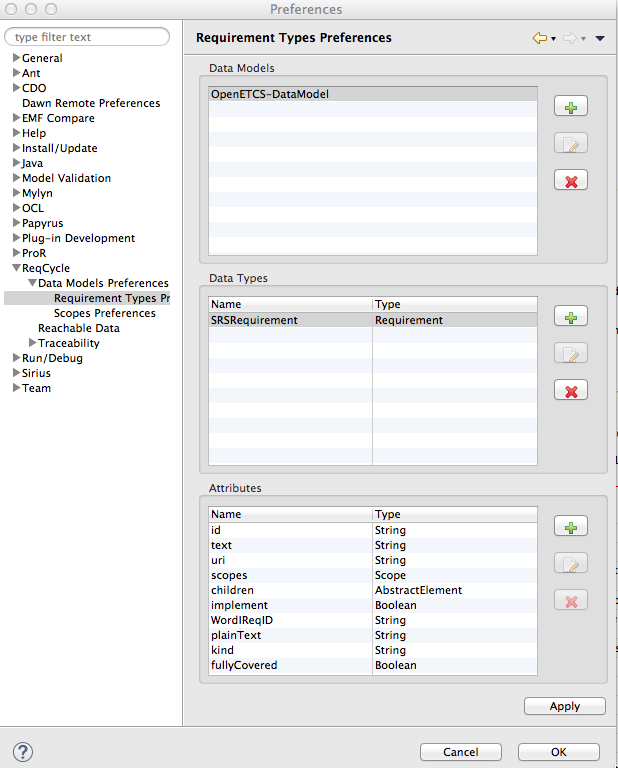 Preferences
type filter text
General
Ant
CDO
Dawn Remote Preferences
EMF Compare
Help
Install/Update
Java
Model Validation
Mylyn
OCL
Papyrus
Plug-in Development
ProR
ReqCycle
Data Models Preferences
Requirement Types Pr
Scopes Preferences
Reachable Data
Traceability
Run/Debug
Sirius
Team
Requirement Types Preferences
Data Models
OpenETCS-DataModel
Data Types
Name Type
SRSRequirement Requirement
Attributes
Name Type
id String
text String
uri String
scopes Scope
children AbstractElement
implement Boolean
WordIReqID String
plainText String
kind String
fullyCovered Boolean
Apply
?
Cancel OK